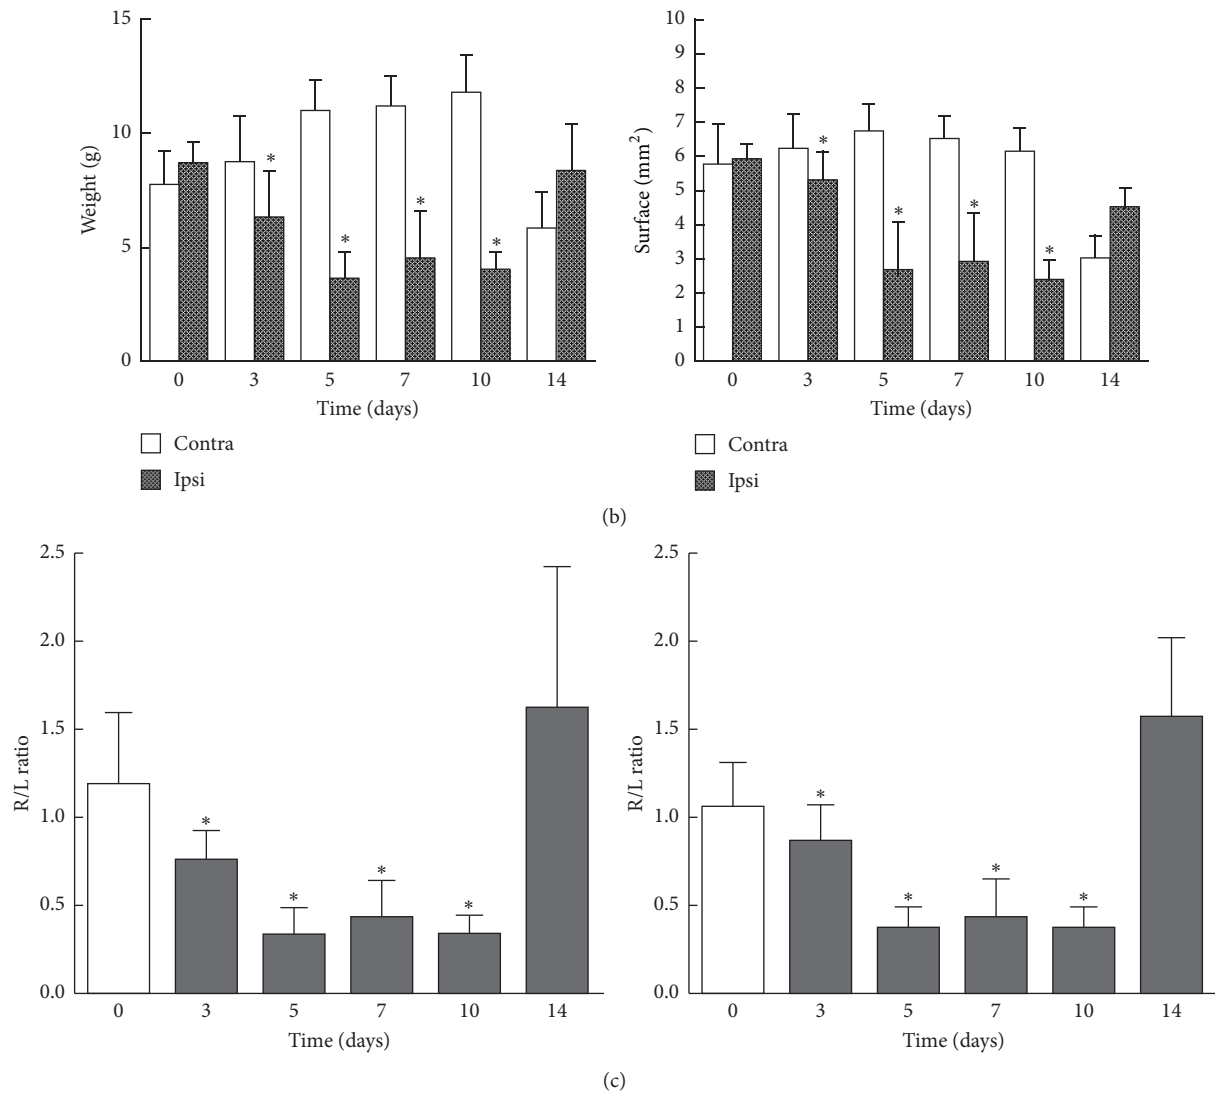 15
10
5
0
Weight (g)
* * * * 
0 3 5 7 10 14
Time (days)
Contra
Ipsi
10
9
8
7
6
5
4
3
2
1
0
Surface (mm²)
* * * *
0 3 5 7 10 14
Time (days)
Contra
Ipsi
(b)
2.5
2.0
1.5
1.0
0.5
0.0
R/L ratio
* * * *
0 3 5 7 10 14
Time (days)
2.5
2.0
1.5
1.0
0.5
0.0
R/L ratio
* * * *
0 3 5 7 10 14
Time (days)
(c)